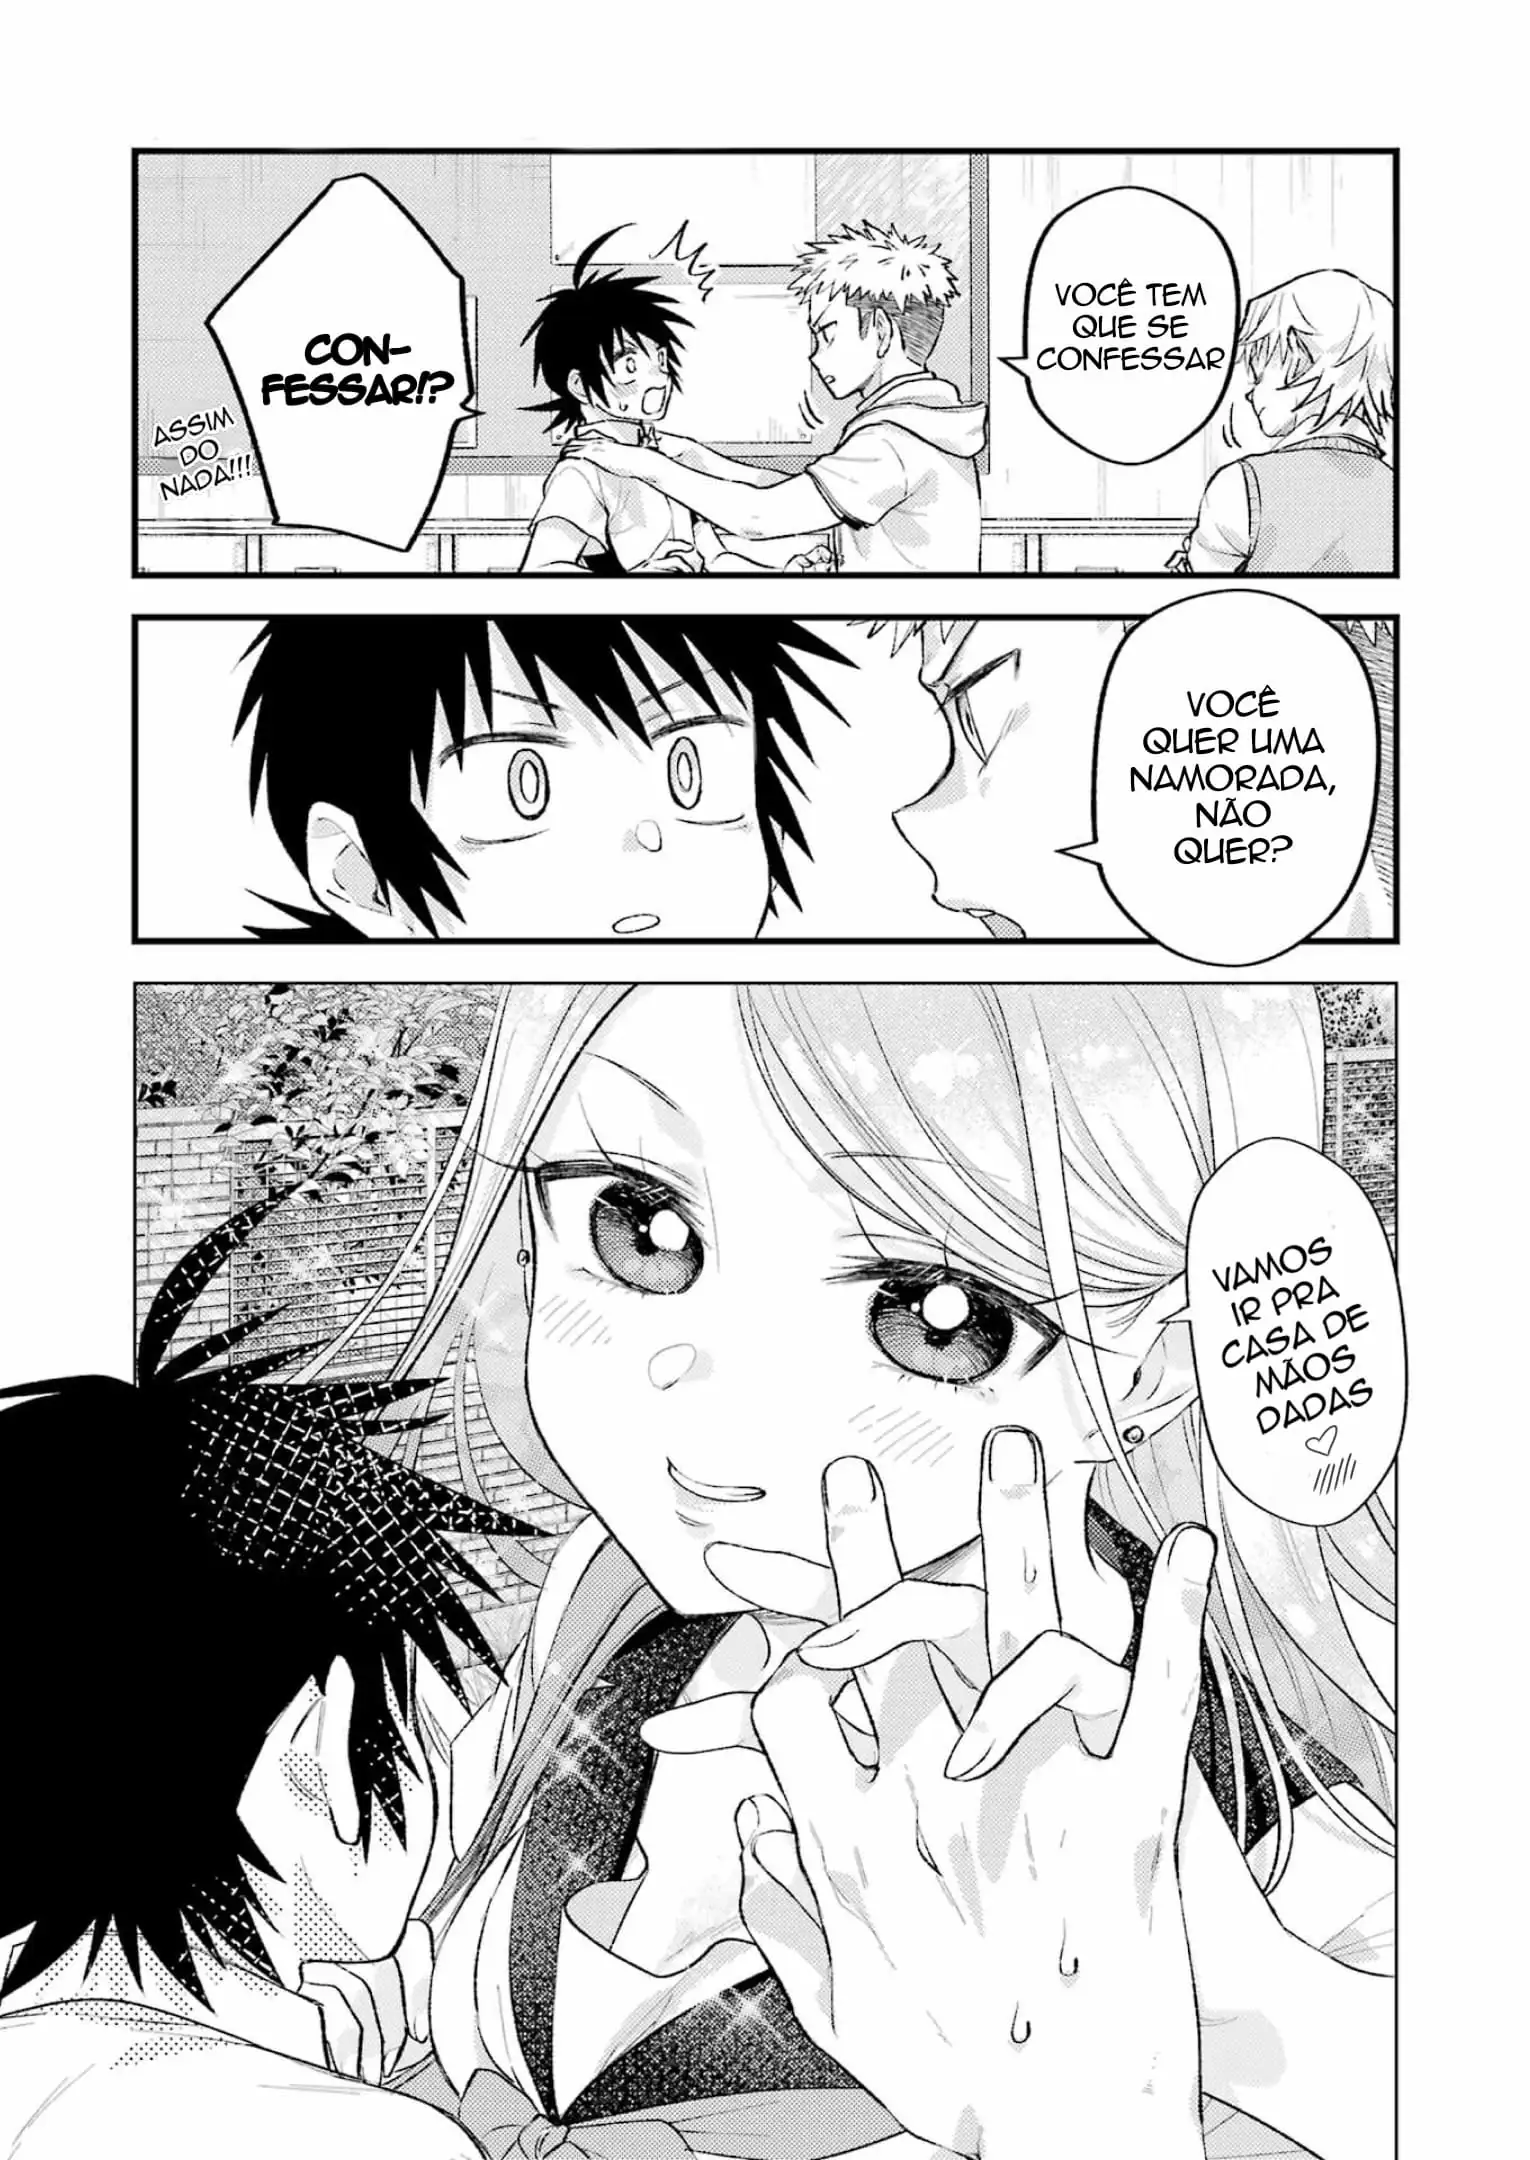 VOCÊ TEM
QUE SE
CONFESSAR
CON-
FESSAR!?
ASSIM
DO
NADA!!!
VOCÊ
QUER UMA
NAMORADA,
NÃO
QUER?
VAMOS
IR PRA
CASA DE
MÃOS
DADAS
♡